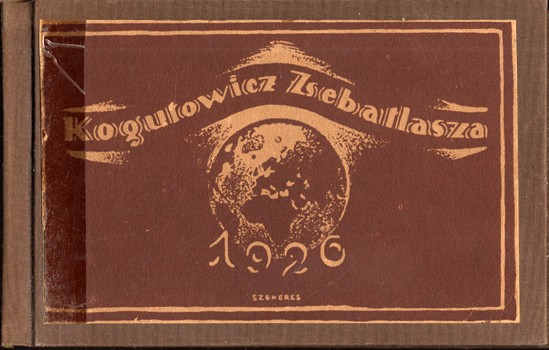 Kogutowicz Zsebatlasza
1926
SZEKERES